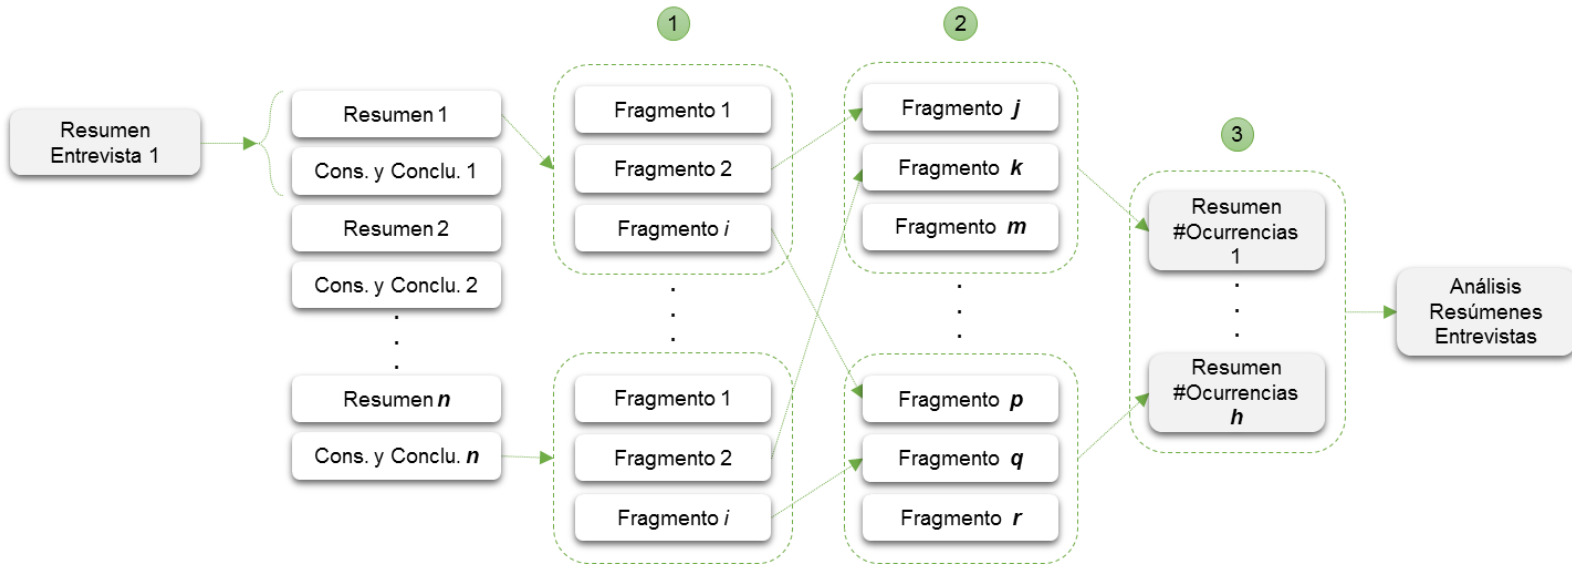 1
2
3
Resumen
Entrevista 1
Resumen 1
Cons. y Conclu. 1
Resumen 2
Cons. y Conclu. 2
Resumen n
Cons. y Conclu. n
Fragmento 1
Fragmento 2
Fragmento i
Fragmento 1
Fragmento 2
Fragmento i
Fragmento j
Fragmento k
Fragmento m
Fragmento p
Fragmento q
Fragmento r
Resumen
#Ocurrencias
1
Resumen
#Ocurrencias
h
Análisis
Resúmenes
Entrevistas